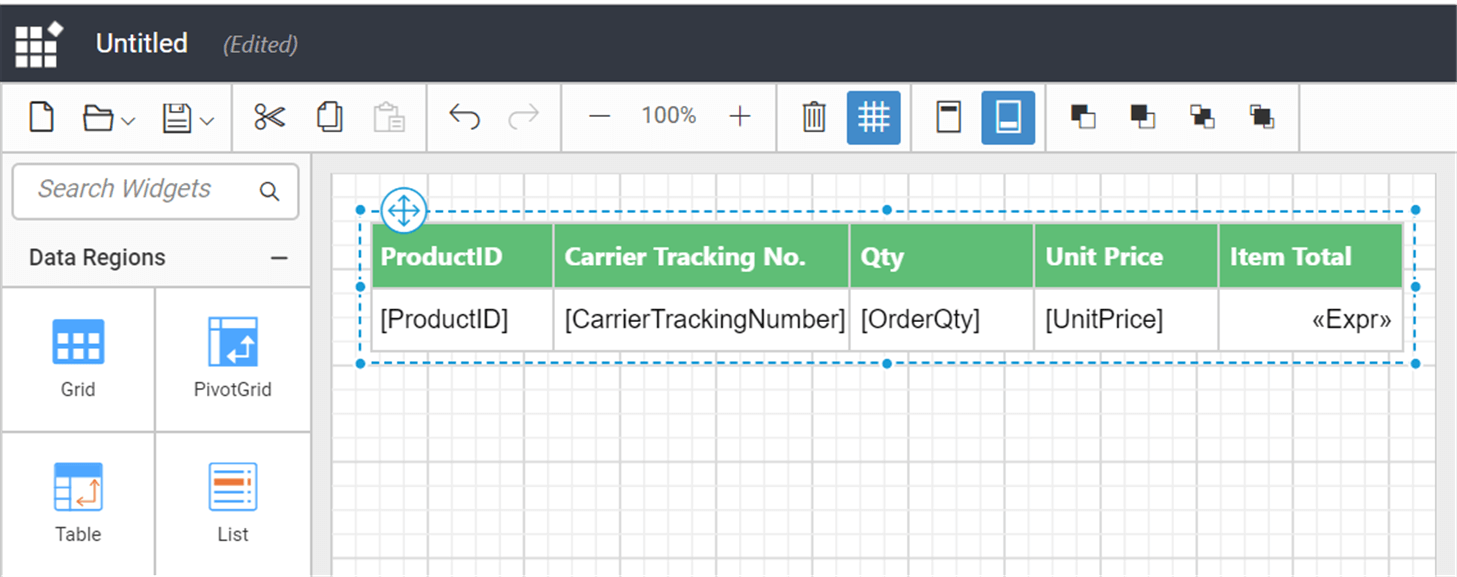 Untitled (Edited)
100%
Search Widgets
Data Regions
Grid PivotGrid
Table List
ProductID Carrier Tracking No. Qty Unit Price Item Total
[ProductID] [CarrierTrackingNumber] [OrderQty] [UnitPrice] «Expr»